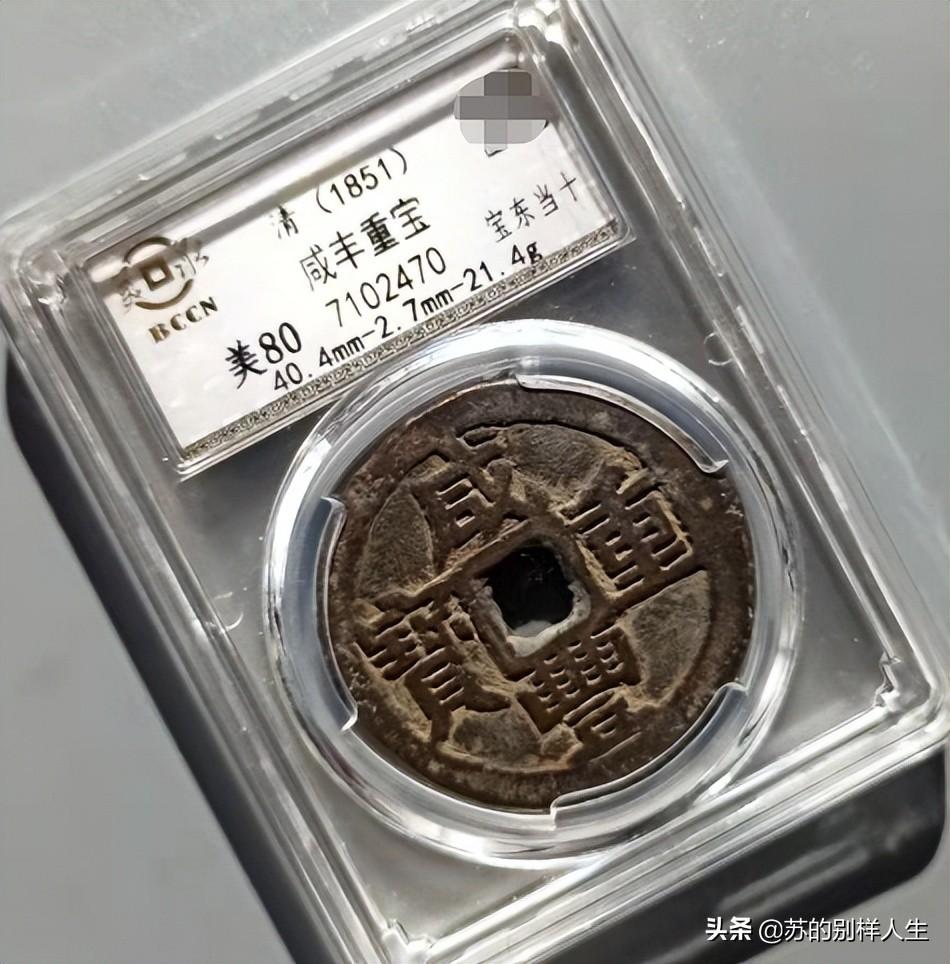 清（1851）
咸丰重宝
宝东当十
7102470
美80
40.4mm-2.7mm-21.4g
BCCN
咸
重
寶
豐
头条 @苏的别样人生